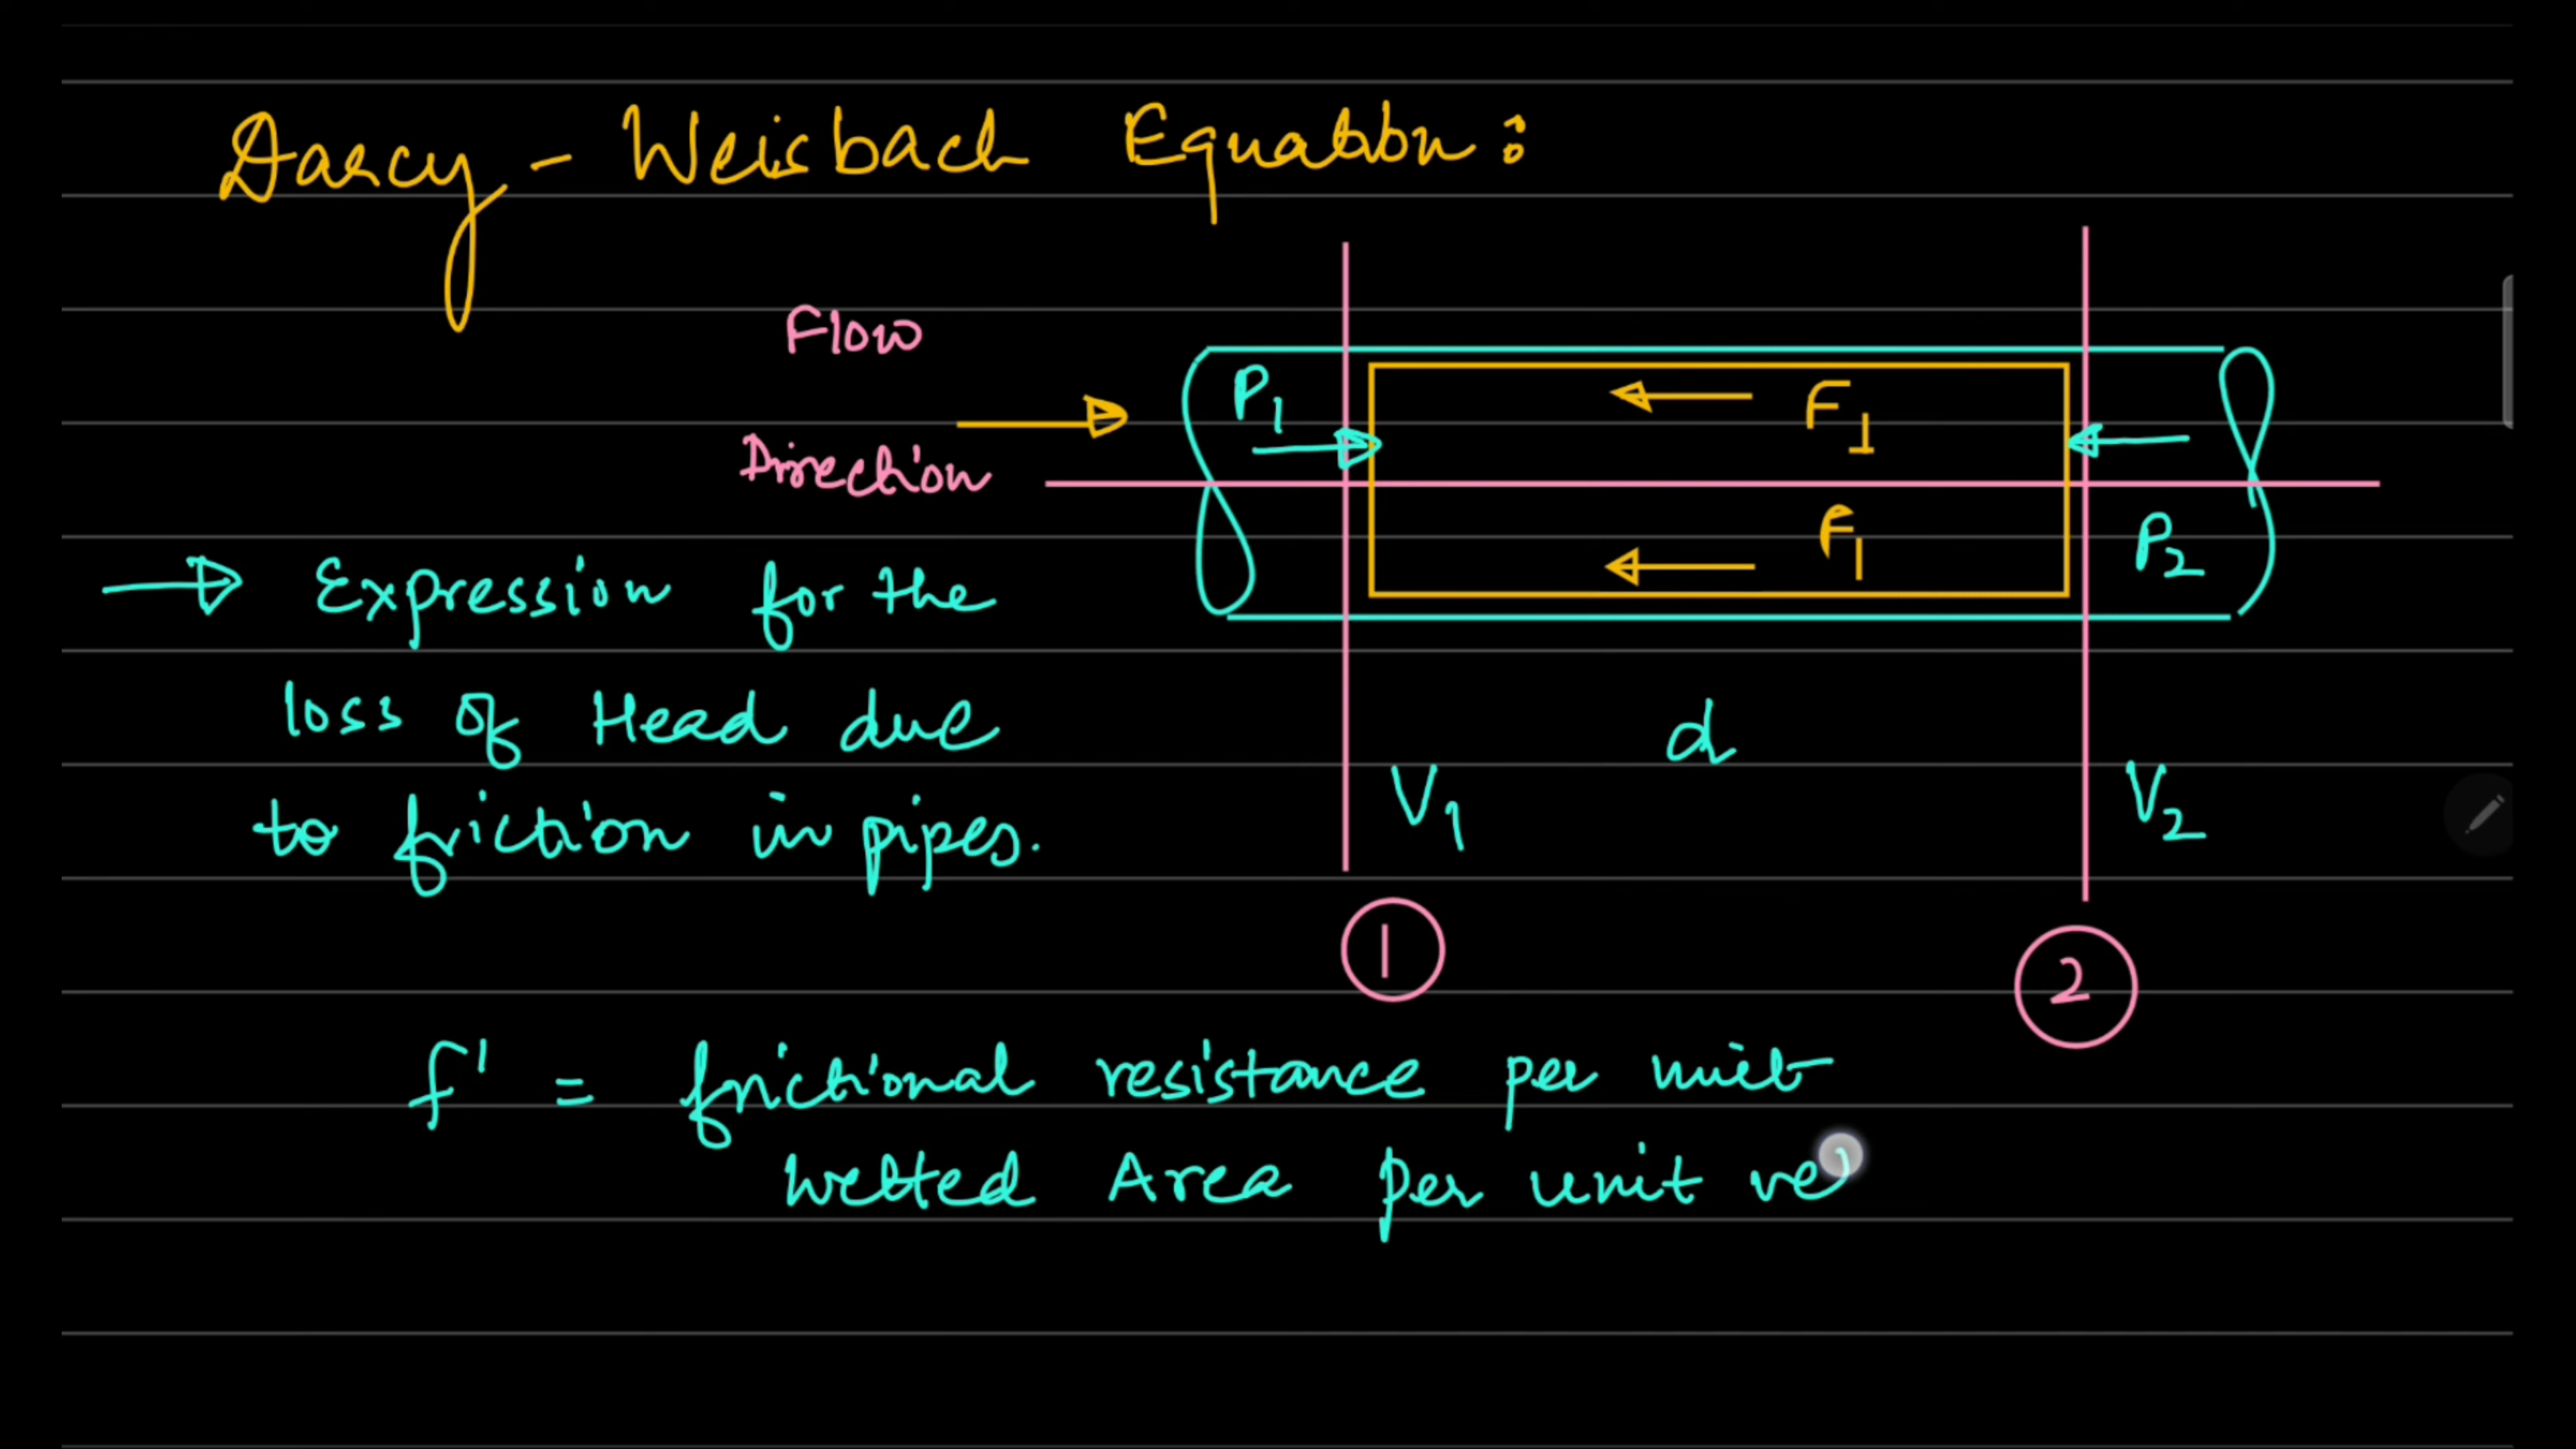 Darcy - Weisbach Equation:
Flow
Direction
P1
F1
F1
P2
→ Expression for the
loss of Head due
to friction in pipes.
d
V1
V2
1
2
f' = frictional resistance per unit
wetted Area per unit ve